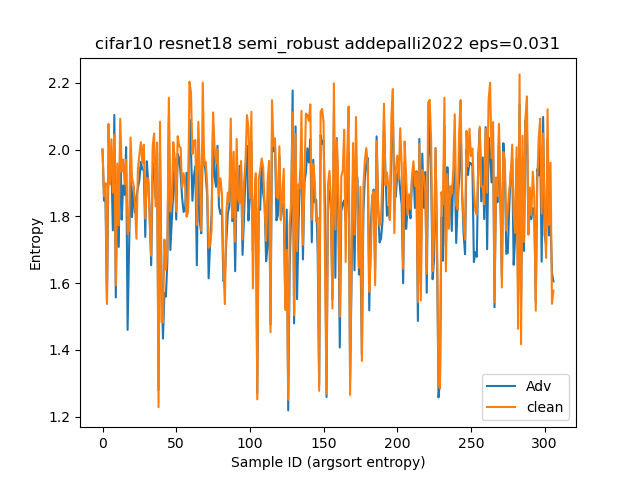 cifar10 resnet18 semi_robust addepalli2022 eps=0.031
Entropy
2.2
2.0
1.8
1.6
1.4
1.2
Adv
clean
0
50
100
150
200
250
300
Sample ID (argsort entropy)